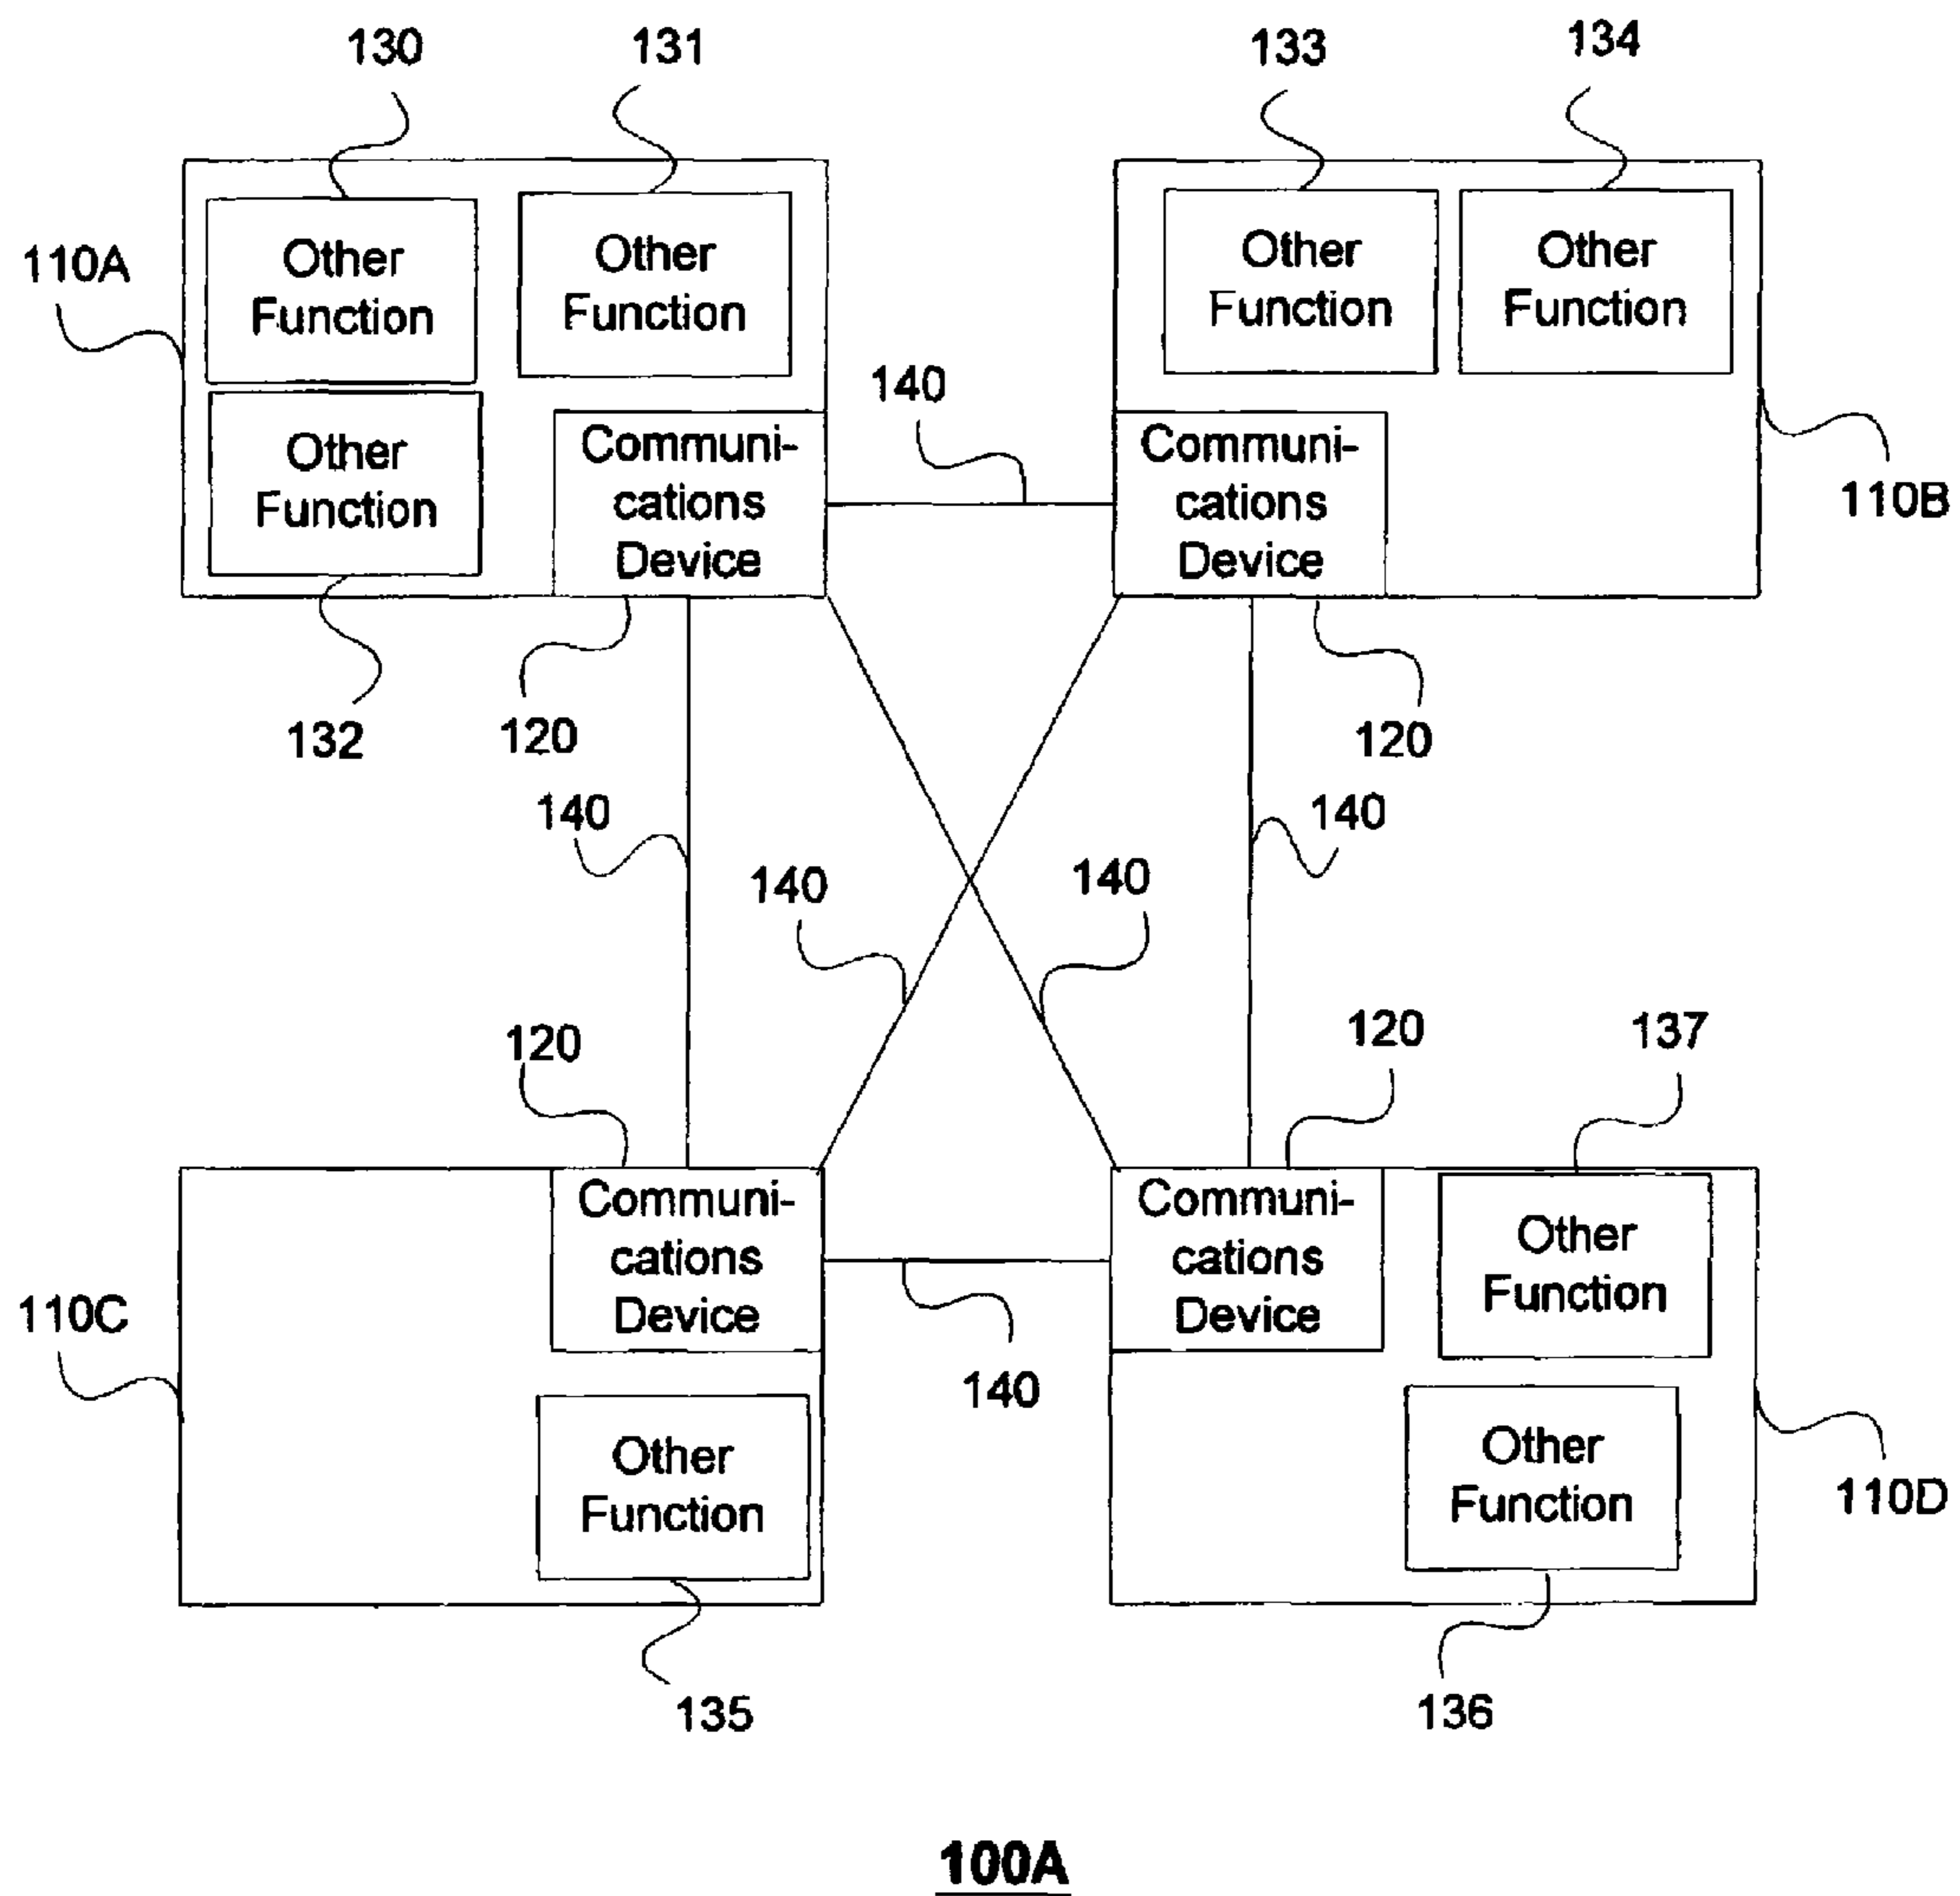 130
131
133
134
110A
Other
Function
Other
Function
Other
Function
Other
Function
140
Other
Function
Communi-
cations
Device
Communi-
cations
Device
110B
132
120
120
140
140
140
140
120
120
137
Communi-
cations
Device
Communi-
cations
Device
Other
Function
110C
140
Other
Function
Other
Function
110D
135
136
100A